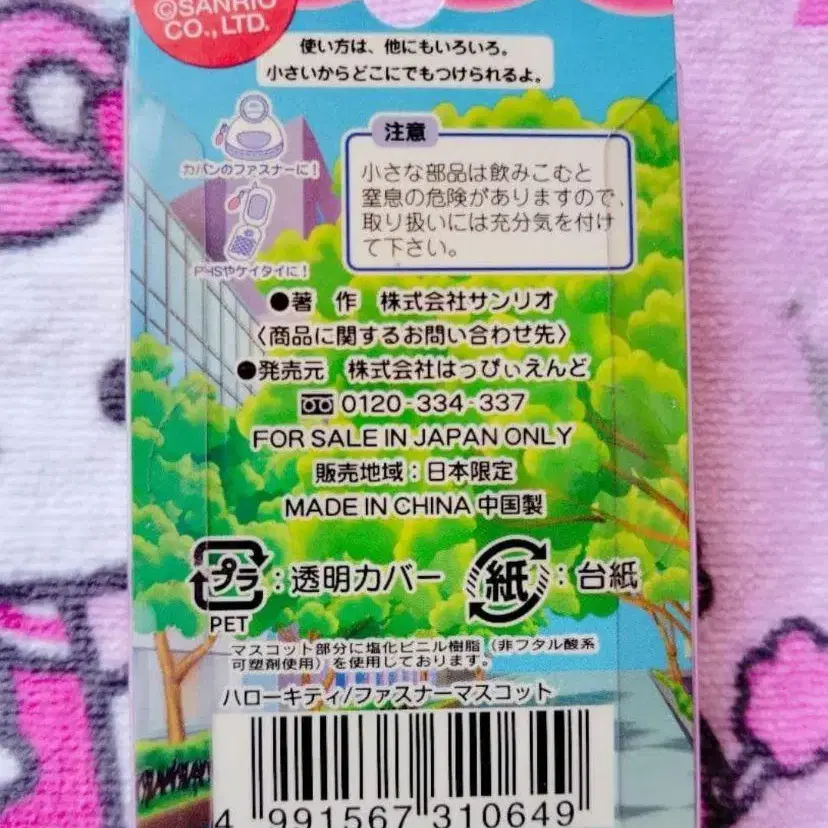 ©SANRIO
CO., LTD.
使い方は、他にもいろいろ。
小さいからどこにでもつけられるよ。
カバンのファスナーに!
PHSやケイタイに!
注意
小さな部品は飲みこむと
窒息の危険がありますので、
取り扱いには充分気を付け
て下さい。
●著 作 株式会社サンリオ
〈商品に関するお問い合わせ先〉
●発売元 株式会社はっぴぃえんど
0120-334-337
FOR SALE IN JAPAN ONLY
販売地域:日本限定
MADE IN CHINA 中国製
プラ:透明カバー 紙:台紙
PET
マスコット部分に塩化ビニル樹脂(非フタル酸系
可塑剤使用)を使用しております。
ハローキティ/ファスナーマスコット
4 991567 310649